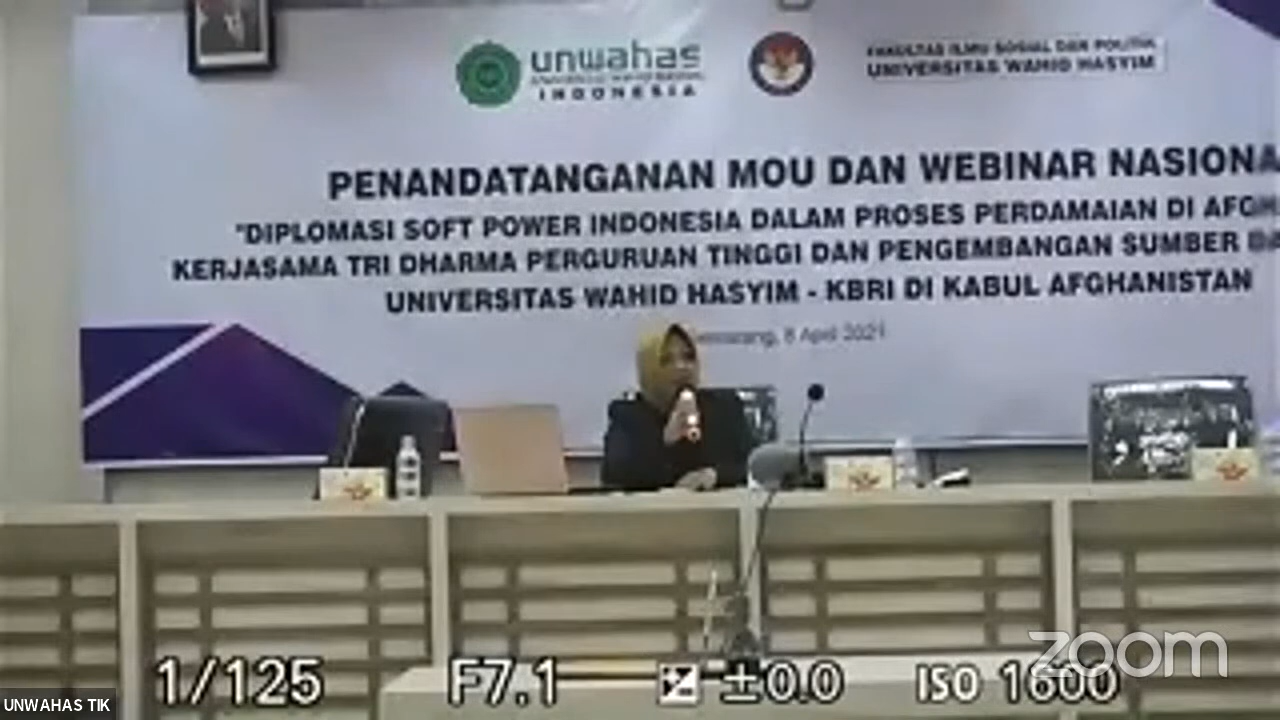 unwahas
INDONESIA
FAKULTAS ILMU SOSIAL DAN POLITIK
UNIVERSITAS WAHID HASYIM
PENANDATANGANAN MOU DAN WEBINAR NASIONA
"DIPLOMASI SOFT POWER INDONESIA DALAM PROSES PERDAMAIAN DI AFGH
KERJASAMA TRI DHARMA PERGURUAN TINGGI DAN PENGEMBANGAN SUMBER DA
UNIVERSITAS WAHID HASYIM - KBRI DI KABUL AFGHANISTAN
marang, 8 April 2021
zoom
1/125 F7.1 ±0.0 ISO 1600
UNWAHAS TIK